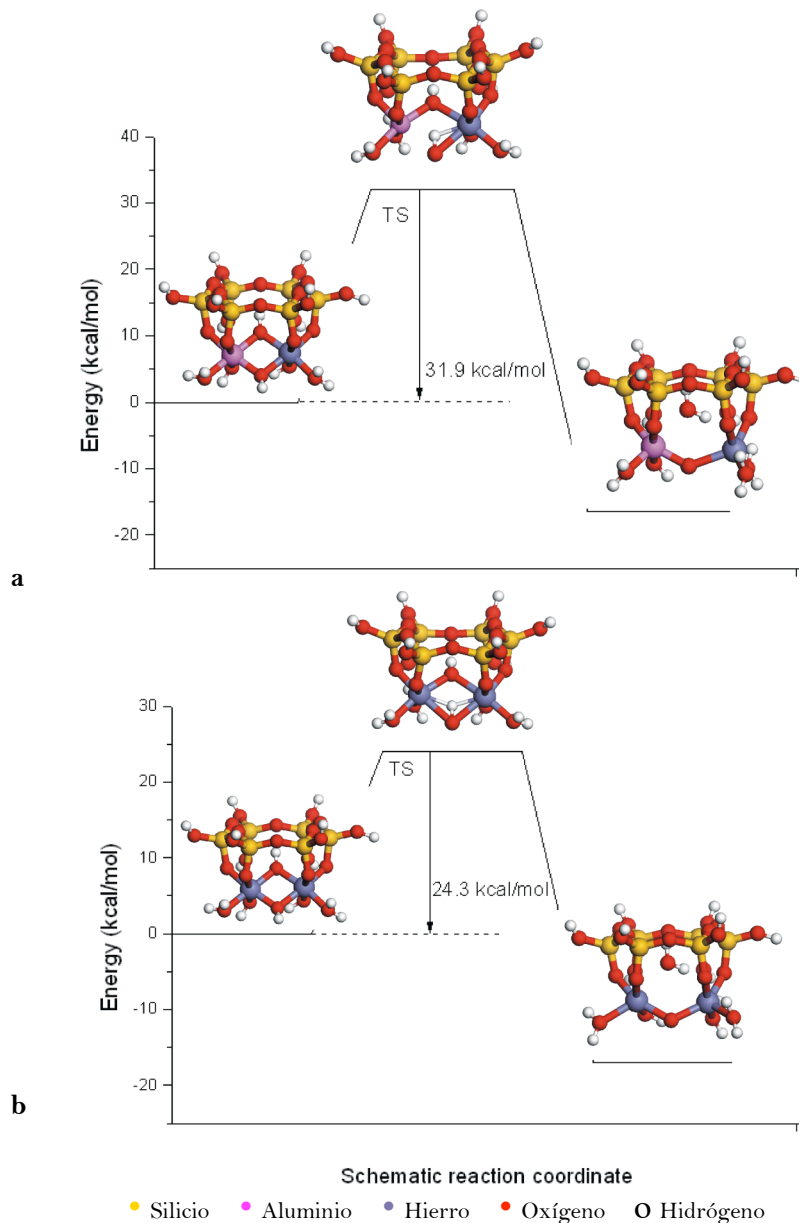 40
30
TS
20
10
31.9 kcal/mol
0
-10
-20
Energy (kcal/mol)
a
30
TS
20
10
24.3 kcal/mol
0
-10
-20
Energy (kcal/mol)
b
Schematic reaction coordinate
Silicio Aluminio Hierro Oxígeno Hidrógeno